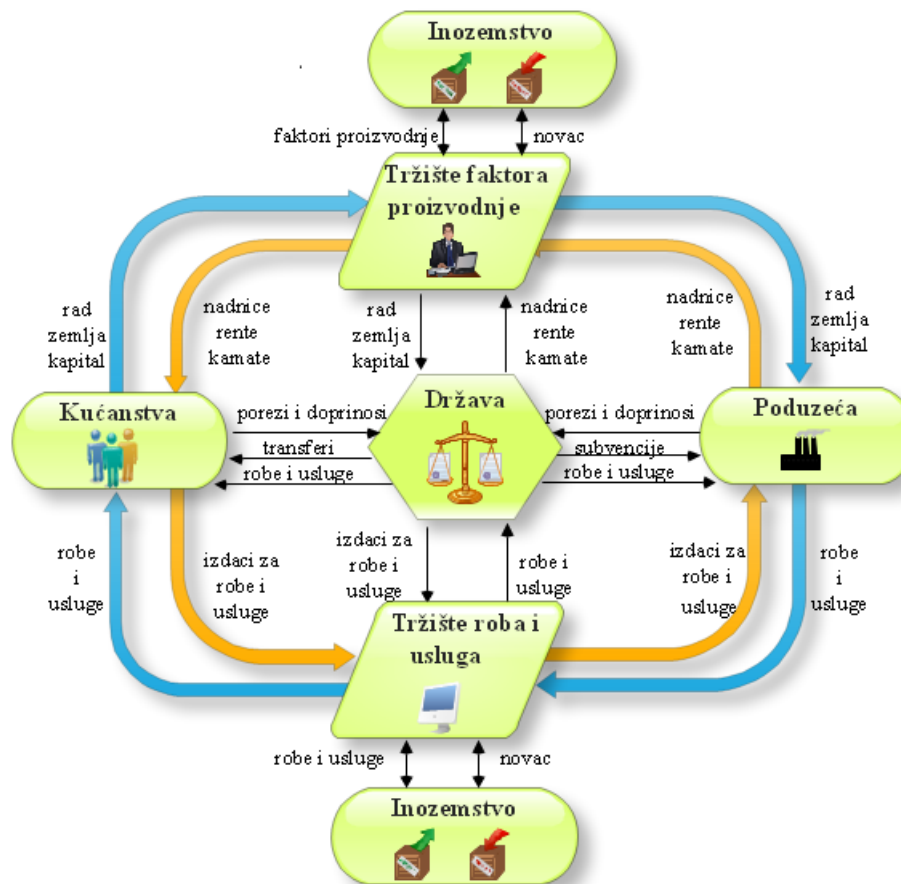 Inozemstvo
faktori proizvodnje
novac
Tržište faktora
proizvodnje
rad
zemlja
kapital
nadnice
rente
kamate
rad
zemlja
kapital
nadnice
rente
kamate
nadnice
rente
kamate
rad
zemlja
kapital
Kućanstva
porezi i doprinosi
transferi
robe i usluge
Država
porezi i doprinosi
subvencije
robe i usluge
Poduzeća
robe
i
usluge
izdaci za
robe i
usluge
izdaci za
robe i
usluge
robe i
usluge
izdaci za
robe i
usluge
robe
i
usluge
Tržište roba i
usluga
robe i usluge
novac
Inozemstvo